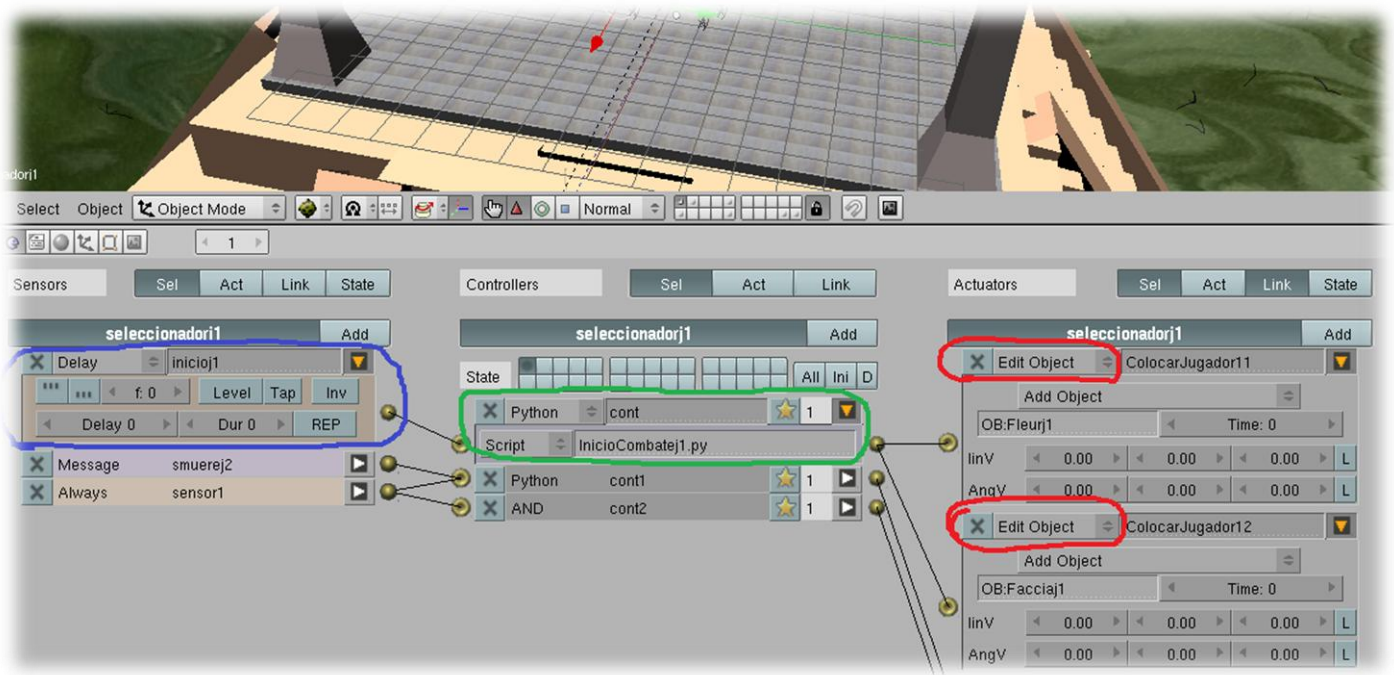 adorj1
Select Object Object Mode Normal
1
Sensors Sel Act Link State
Controllers Sel Act Link
Actuators Sel Act Link State
seleccionadorj1 Add
seleccionadorj1 Add
seleccionadorj1 Add
Delay inicioj1
f: 0 Level Tap Inv
Delay 0 Dur 0 REP
Message smuerej2
Always sensor1
State All Ini D
Python cont 1
Script InicioCombatej1.py
Python cont1 1
AND cont2 1
Edit Object ColocarJugador11
Add Object
OB:Fleurj1 Time: 0
linV 0.00 0.00 0.00 L
AngV 0.00 0.00 0.00 L
Edit Object ColocarJugador12
Add Object
OB:Facciaj1 Time: 0
linV 0.00 0.00 0.00 L
AngV 0.00 0.00 0.00 L